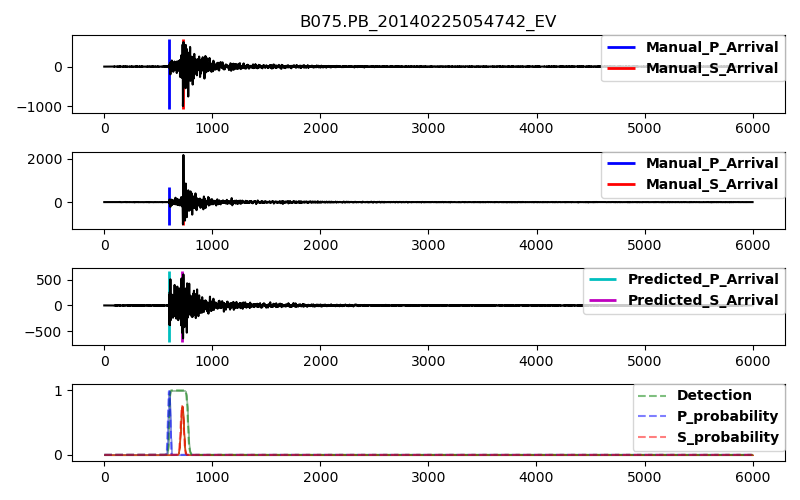 B075.PB_20140225054742_EV
0
−1000
Manual_P_Arrival
Manual_S_Arrival
0 1000 2000 3000 4000 5000 6000
2000
0
Manual_P_Arrival
Manual_S_Arrival
0 1000 2000 3000 4000 5000 6000
500
0
−500
Predicted_P_Arrival
Predicted_S_Arrival
0 1000 2000 3000 4000 5000 6000
1
0
Detection
P_probability
S_probability
0 1000 2000 3000 4000 5000 6000